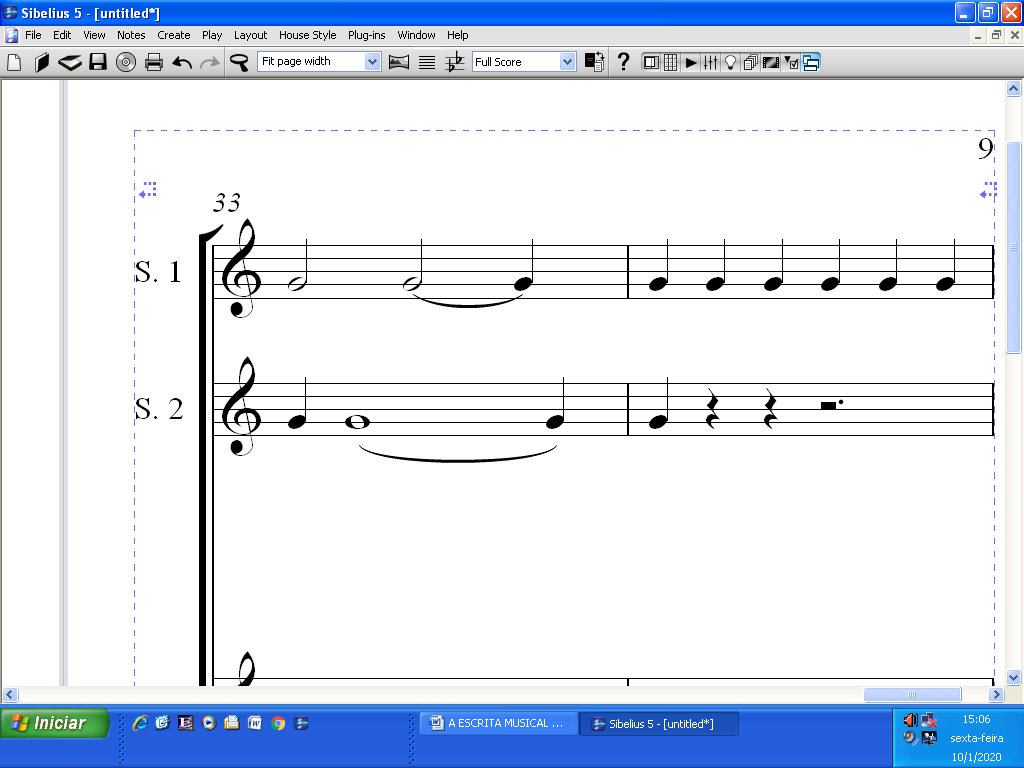 Sibelius 5 - [untitled*]
File Edit View Notes Create Play Layout House Style Plug-ins Window Help
Fit page width Full Score ?
9
33
S. 1
S. 2
Iniciar A ESCRITA MUSICAL ... Sibelius 5 - [untitled*] 15:06
sexta-feira
10/1/2020